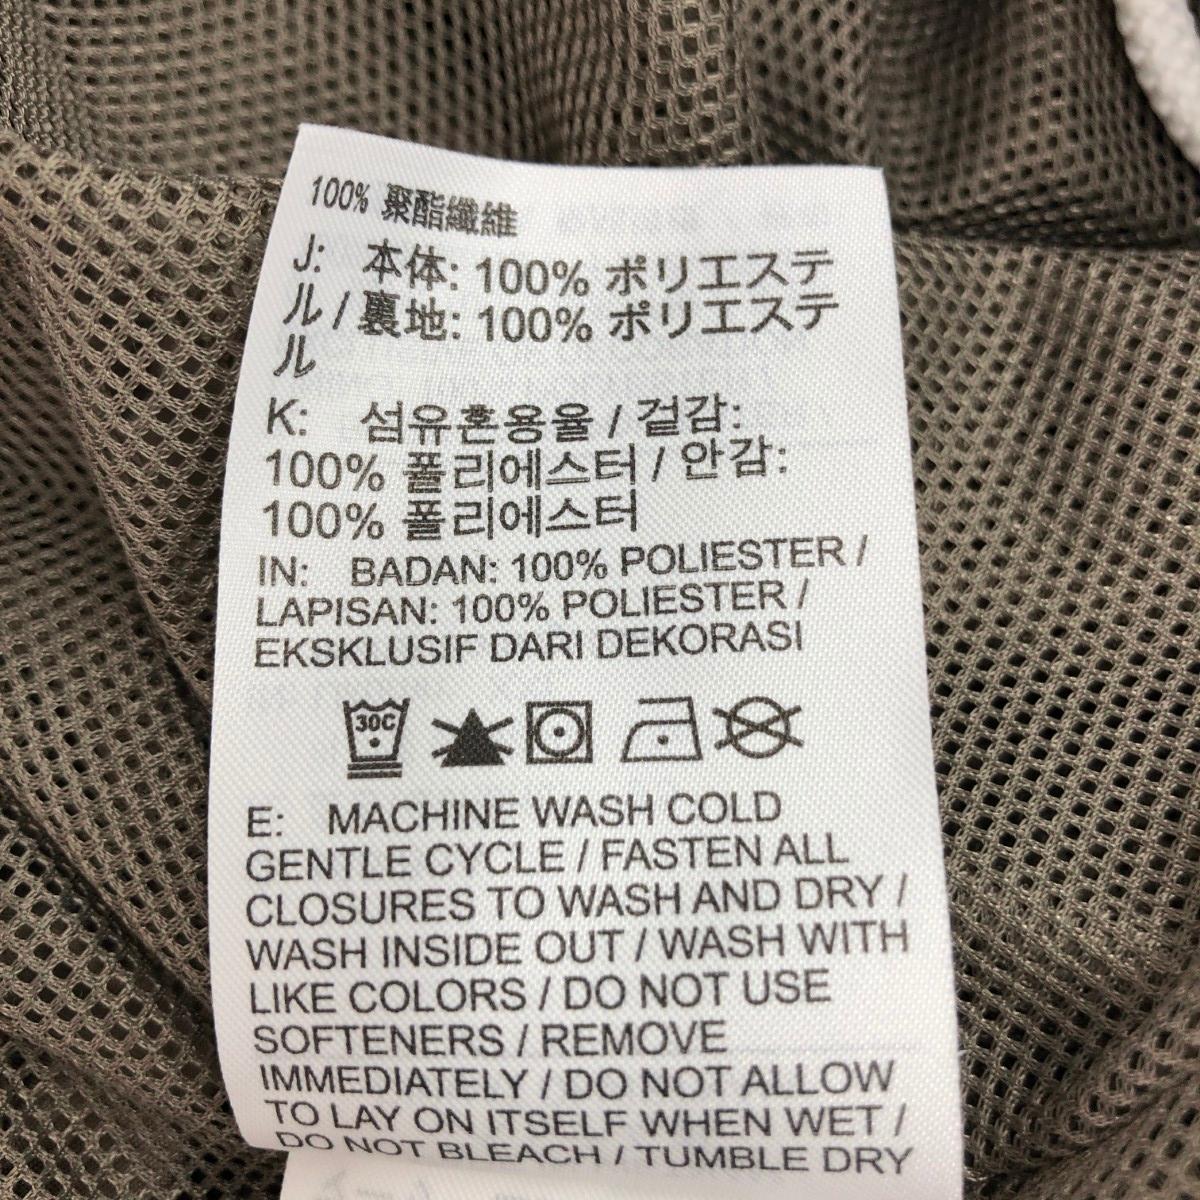 100% 聚酯纖維
J: 本体: 100% ポリエステ
ル / 裏地: 100% ポリエステ
ル
K: 섬유혼용율 / 겉감:
100% 폴리에스터 / 안감:
100% 폴리에스터
IN: BADAN: 100% POLIESTER /
LAPISAN: 100% POLIESTER /
EKSKLUSIF DARI DEKORASI
30C
E: MACHINE WASH COLD
GENTLE CYCLE / FASTEN ALL
CLOSURES TO WASH AND DRY /
WASH INSIDE OUT / WASH WITH
LIKE COLORS / DO NOT USE
SOFTENERS / REMOVE
IMMEDIATELY / DO NOT ALLOW
TO LAY ON ITSELF WHEN WET /
DO NOT BLEACH / TUMBLE DRY